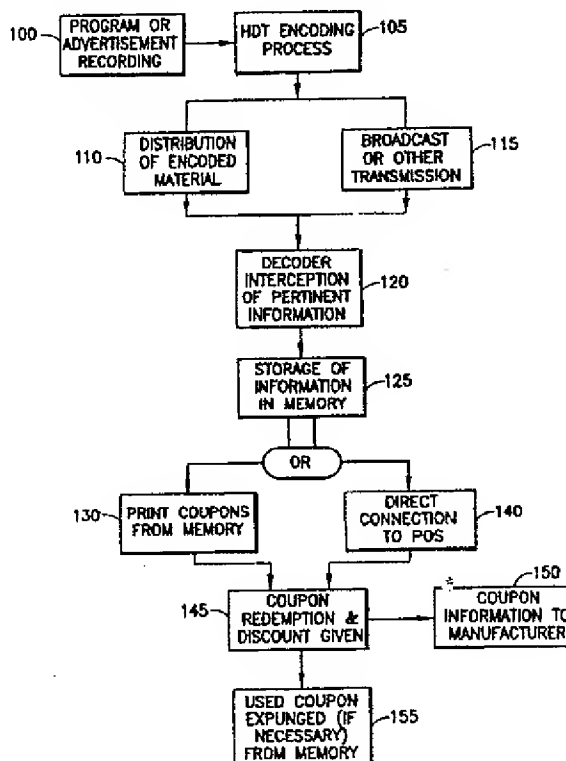 100
PROGRAM OR
ADVERTISEMENT
RECORDING
HDT ENCODING
PROCESS
105
110
DISTRIBUTION
OF ENCODED
MATERIAL
BROADCAST
OR OTHER
TRANSMISSION
115
DECODER
INTERCEPTION
OF PERTINENT
INFORMATION
120
STORAGE OF
INFORMATION
IN MEMORY
125
OR
130
PRINT COUPONS
FROM MEMORY
DIRECT
CONNECTION
TO POS
140
145
COUPON
REDEMPTION &
DISCOUNT GIVEN
150
COUPON
INFORMATION TO
MANUFACTURER
USED COUPON
EXPUNGED (IF
NECESSARY)
FROM MEMORY
155